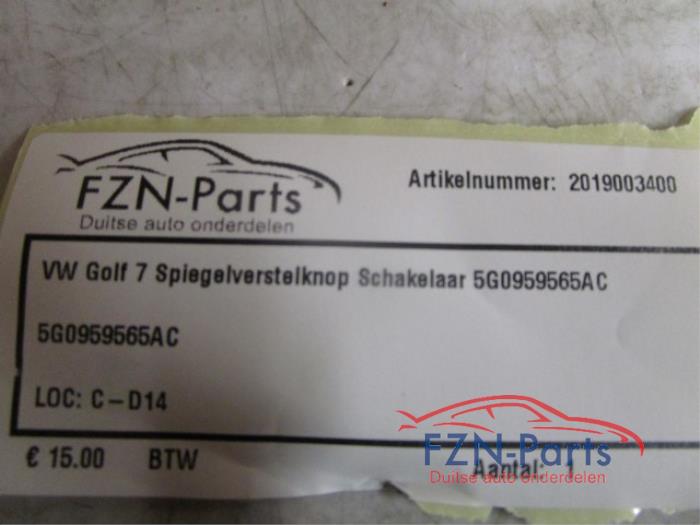 FZN-Parts
Duitse auto onderdelen
Artikelnummer: 2019003400
VW Golf 7 Spiegelverstelknop Schakelaar 5G0959565AC
5G0959565AC
LOC: C-D14
€ 15.00 BTW
Aantal: 1
FZN-Parts
Duitse auto onderdelen